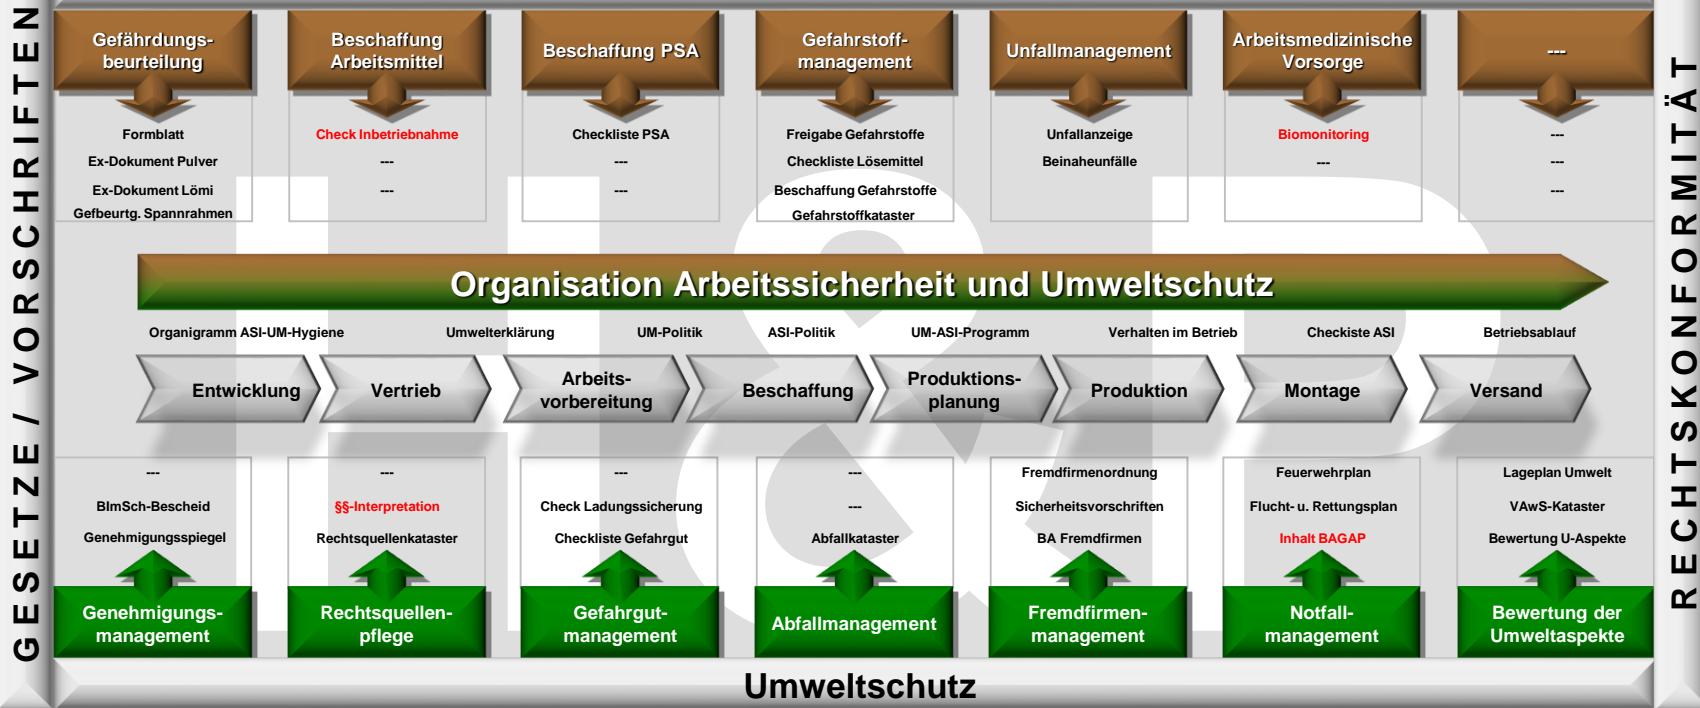 GESETZE / VORSCHRIFTEN
Gefährdungs-
beurteilung
Beschaffung
Arbeitsmittel
Beschaffung PSA
Gefahrstoff-
management
Unfallmanagement
Arbeitsmedizinische
Vorsorge
---
Formblatt
Ex-Dokument Pulver
Ex-Dokument Lömi
Gefbeurtg. Spannrahmen
Check Inbetriebnahme
---
---
Checkliste PSA
---
---
Freigabe Gefahrstoffe
Checkliste Lösemittel
Beschaffung Gefahrstoffe
Gefahrstoffkataster
Unfallanzeige
Beinaheunfälle
Biomonitoring
---
---
---
---
Organisation Arbeitssicherheit und Umweltschutz
Organigramm ASI-UM-Hygiene
Umwelterklärung
UM-Politik
ASI-Politik
UM-ASI-Programm
Verhalten im Betrieb
Checkiste ASI
Betriebsablauf
Entwicklung
Vertrieb
Arbeits-
vorbereitung
Beschaffung
Produktions-
planung
Produktion
Montage
Versand
---
BImSch-Bescheid
Genehmigungsspiegel
---
§§-Interpretation
Rechtsquellenkataster
---
Check Ladungssicherung
Checkliste Gefahrgut
---
---
Abfallkataster
Fremdfirmenordnung
Sicherheitsvorschriften
BA Fremdfirmen
Feuerwehrplan
Flucht- u. Rettungsplan
Inhalt BAGAP
Lageplan Umwelt
VAwS-Kataster
Bewertung U-Aspekte
Genehmigungs-
management
Rechtsquellen-
pflege
Gefahrgut-
management
Abfallmanagement
Fremdfirmen-
management
Notfall-
management
Bewertung der
Umweltaspekte
Umweltschutz
RECHTSKONFORMITÄT